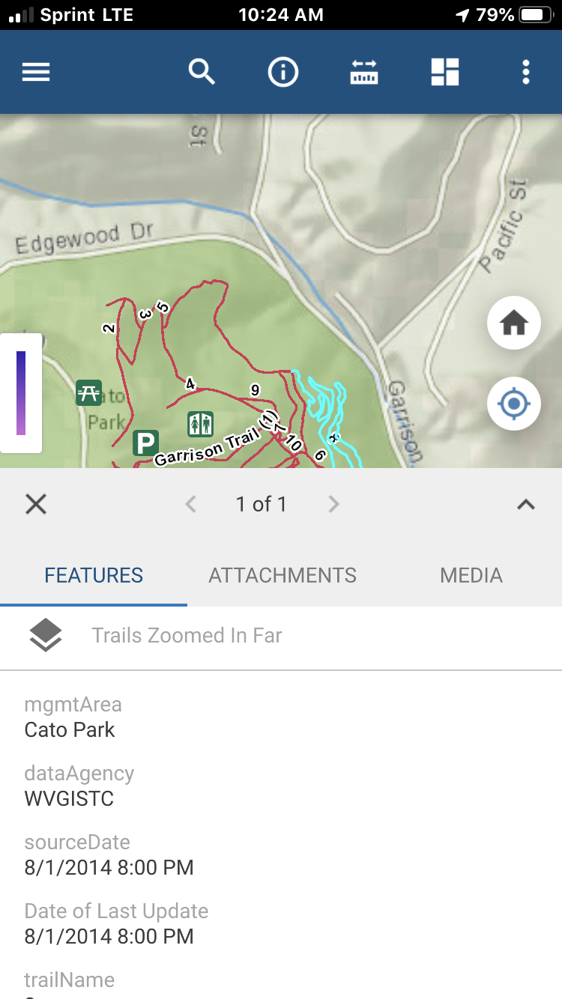 Sprint LTE 10:24 AM 79%
St
Edgewood Dr
Pacific St
2
3
5
4
9
Park
P
Garrison Trail (1)
7
10
6
8
Garrison
1 of 1
FEATURES ATTACHMENTS MEDIA
Trails Zoomed In Far
mgmtArea
Cato Park
dataAgency
WVGISTC
sourceDate
8/1/2014 8:00 PM
Date of Last Update
8/1/2014 8:00 PM
trailName